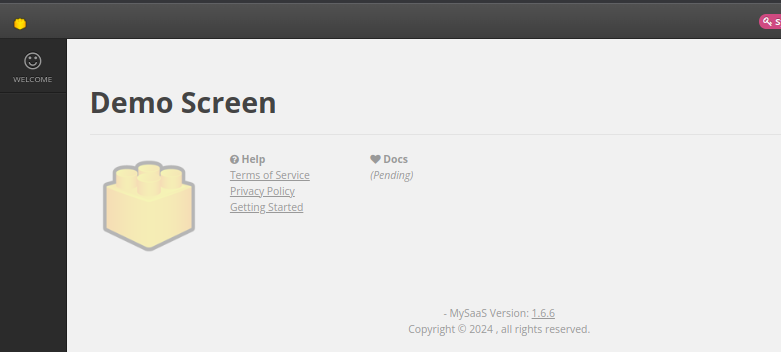 WELCOME
Demo Screen
Help
Terms of Service
Privacy Policy
Getting Started
Docs
(Pending)
- MySaaS Version: 1.6.6
Copyright © 2024 , all rights reserved.